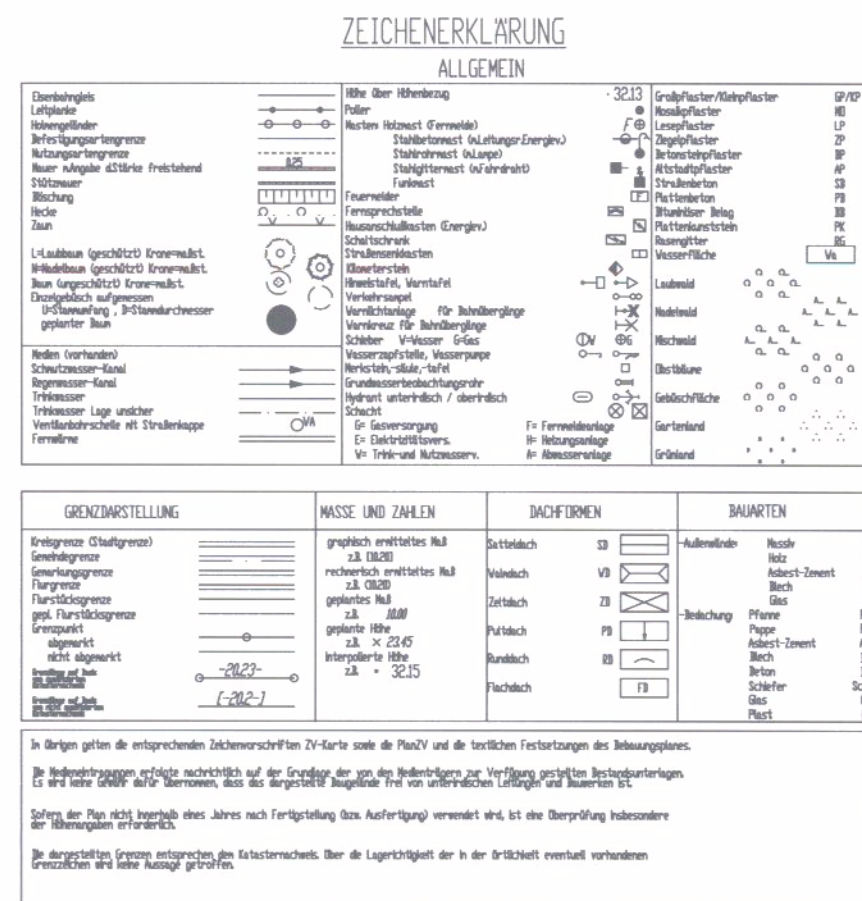 ZEICHENERKLÄRUNG
ALLGEMEIN
Eisenbahngleis
Leitplanke
Holmengeländer
Befestigungsartengrenze
Nutzungsartengrenze
Mauer m.Angabe d.Stärke freistehend 0.25
Stützmauer
Böschung
Hecke
Zaun
L=Laubbaum (geschützt) Krone=maßst.
N=Nadelbaum (geschützt) Krone=maßst.
Baum (ungeschützt) Krone=maßst.
Einzelgebüsch aufgemessen
U=Stammumfang , D=Stammdurchmesser
geplanter Baum
Medien (vorhanden)
Schmutzwasser-Kanal
Regenwasser-Kanal
Trinkwasser
Trinkwasser Lage unsicher
Ventilanbohrschelle mit Straßenkappe VA
Fernwärme
Höhe über Höhenbezug · 32.13
Poller
Masten: Holzmast (Fernmelde) F
Stahlbetonmast (m.Leitungsr.Energiev.)
Stahlrohrmast (m.Lampe)
Stahlgittermast (m.Fahrdraht)
Funkmast
Feuermelder F
Fernsprechstelle
Hausanschlußkasten (Energiev.)
Schaltschrank
Straßensenkkasten
Kilometerstein
Hinweistafel, Warntafel
Verkehrsampel
Warnlichtanlage für Bahnübergänge
Warnkreuz für Bahnübergänge
Schieber W=Wasser G=Gas W G
Wasserzapfstelle, Wasserpumpe
Merkstein,-säule,-tafel
Grundwasserbeobachtungsrohr
Hydrant unterirdisch / oberirdisch
Schacht
G= Gasversorgung F= Fernmeldeanlage
E= Elektrizitätsvers. H= Heizungsanlage
W= Trink-und Nutzwasserv. A= Abwasseranlage
Großpflaster/Kleinpflaster GP/KP
Mosaikpflaster MO
Lesepflaster LP
Ziegelpflaster ZP
Betonsteinpflaster BP
Altstadtpflaster AP
Straßenbeton SB
Plattenbeton PB
Bituminöser Belag BB
Plattenkunststein PK
Rasengitter RG
Wasserfläche Wa
Laubwald
Nadelwald
Mischwald
Obstbäume
Gebüschfläche
Gartenland
Grünland
GRENZDARSTELLUNG
Kreisgrenze (Stadtgrenze)
Gemeindegrenze
Gemarkungsgrenze
Flurgrenze
Flurstücksgrenze
gepl. Flurstücksgrenze
Grenzpunkt
abgemarkt
nicht abgemarkt
-20.23-
[-20.2-]
MASSE UND ZAHLEN
graphisch ermitteltes Maß
z.B. [10.20]
rechnerisch ermitteltes Maß
z.B. (10.20)
geplantes Maß
z.B. 10.00
geplante Höhe
z.B. × 23.45
interpolierte Höhe
z.B. · 32.15
DACHFORMEN
Satteldach SD
Walmdach WD
Zeltdach ZD
Pultdach PD
Runddach RD
Flachdach FD
BAUARTEN
-Außenwände: Massiv
Holz
Asbest-Zement
Blech
Glas
-Bedachung Pfanne
Pappe
Asbest-Zement
Blech
Beton
Schiefer Sc
Glas
Plast
Im übrigen gelten die entsprechenden Zeichenvorschriften ZV-Karte sowie die PlanZV und die textlichen Festsetzungen des Bebauungsplanes.
Die Medieneintragungen erfolgte nachrichtlich auf der Grundlage der von den Medienträgern zur Verfügung gestellten Bestandsunterlagen.
Es wird keine Gewähr dafür übernommen, dass das dargestellte Baugelände frei von unterirdischen Leitungen und Bauwerken ist.
Sofern der Plan nicht innerhalb eines Jahres nach Fertigstellung (bzw. Ausfertigung) verwendet wird, ist eine Überprüfung insbesondere
der Höhenangaben erforderlich.
Die dargestellten Grenzen entsprechen dem Katasternachweis. Über die Lagerichtigkeit der in der Örtlichkeit eventuell vorhandenen
Grenzzeichen wird keine Aussage getroffen.